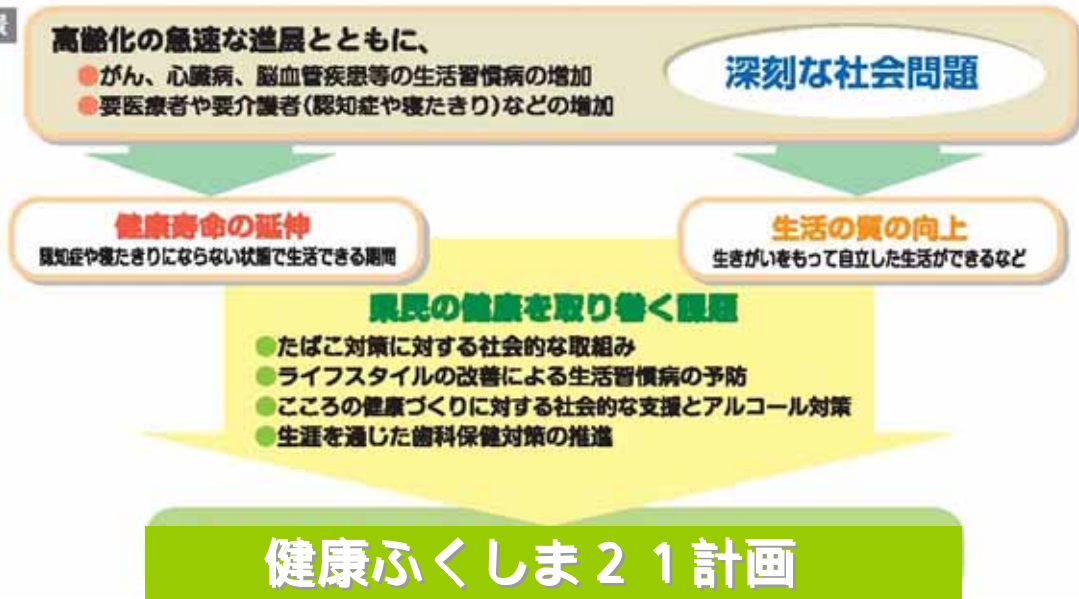 高齢化の急速な進展とともに、
●がん、心臓病、脳血管疾患等の生活習慣病の増加
●要医療者や要介護者(認知症や寝たきり)などの増加
深刻な社会問題
健康寿命の延伸
認知症や寝たきりにならない状態で生活できる期間
生活の質の向上
生きがいをもって自立した生活ができるなど
県民の健康を取り巻く課題
●たばこ対策に対する社会的な取組み
●ライフスタイルの改善による生活習慣病の予防
●こころの健康づくりに対する社会的な支援とアルコール対策
●生涯を通じた歯科保健対策の推進
健康ふくしま21計画